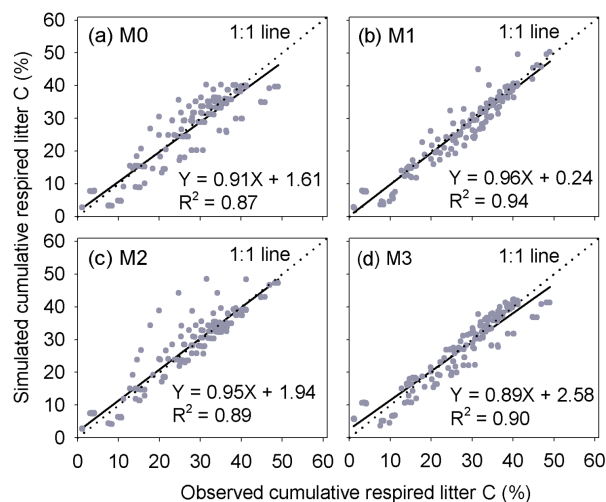 (a) M0
1:1 line
60
50
40
30
20
10
0
Y = 0.91X + 1.61
R² = 0.87
(b) M1
1:1 line
Y = 0.96X + 0.24
R² = 0.94
(c) M2
1:1 line
60
50
40
30
20
10
0
Y = 0.95X + 1.94
R² = 0.89
0 10 20 30 40 50 60
(d) M3
1:1 line
Y = 0.89X + 2.58
R² = 0.90
0 10 20 30 40 50 60
Simulated cumulative respired litter C (%)
Observed cumulative respired litter C (%)